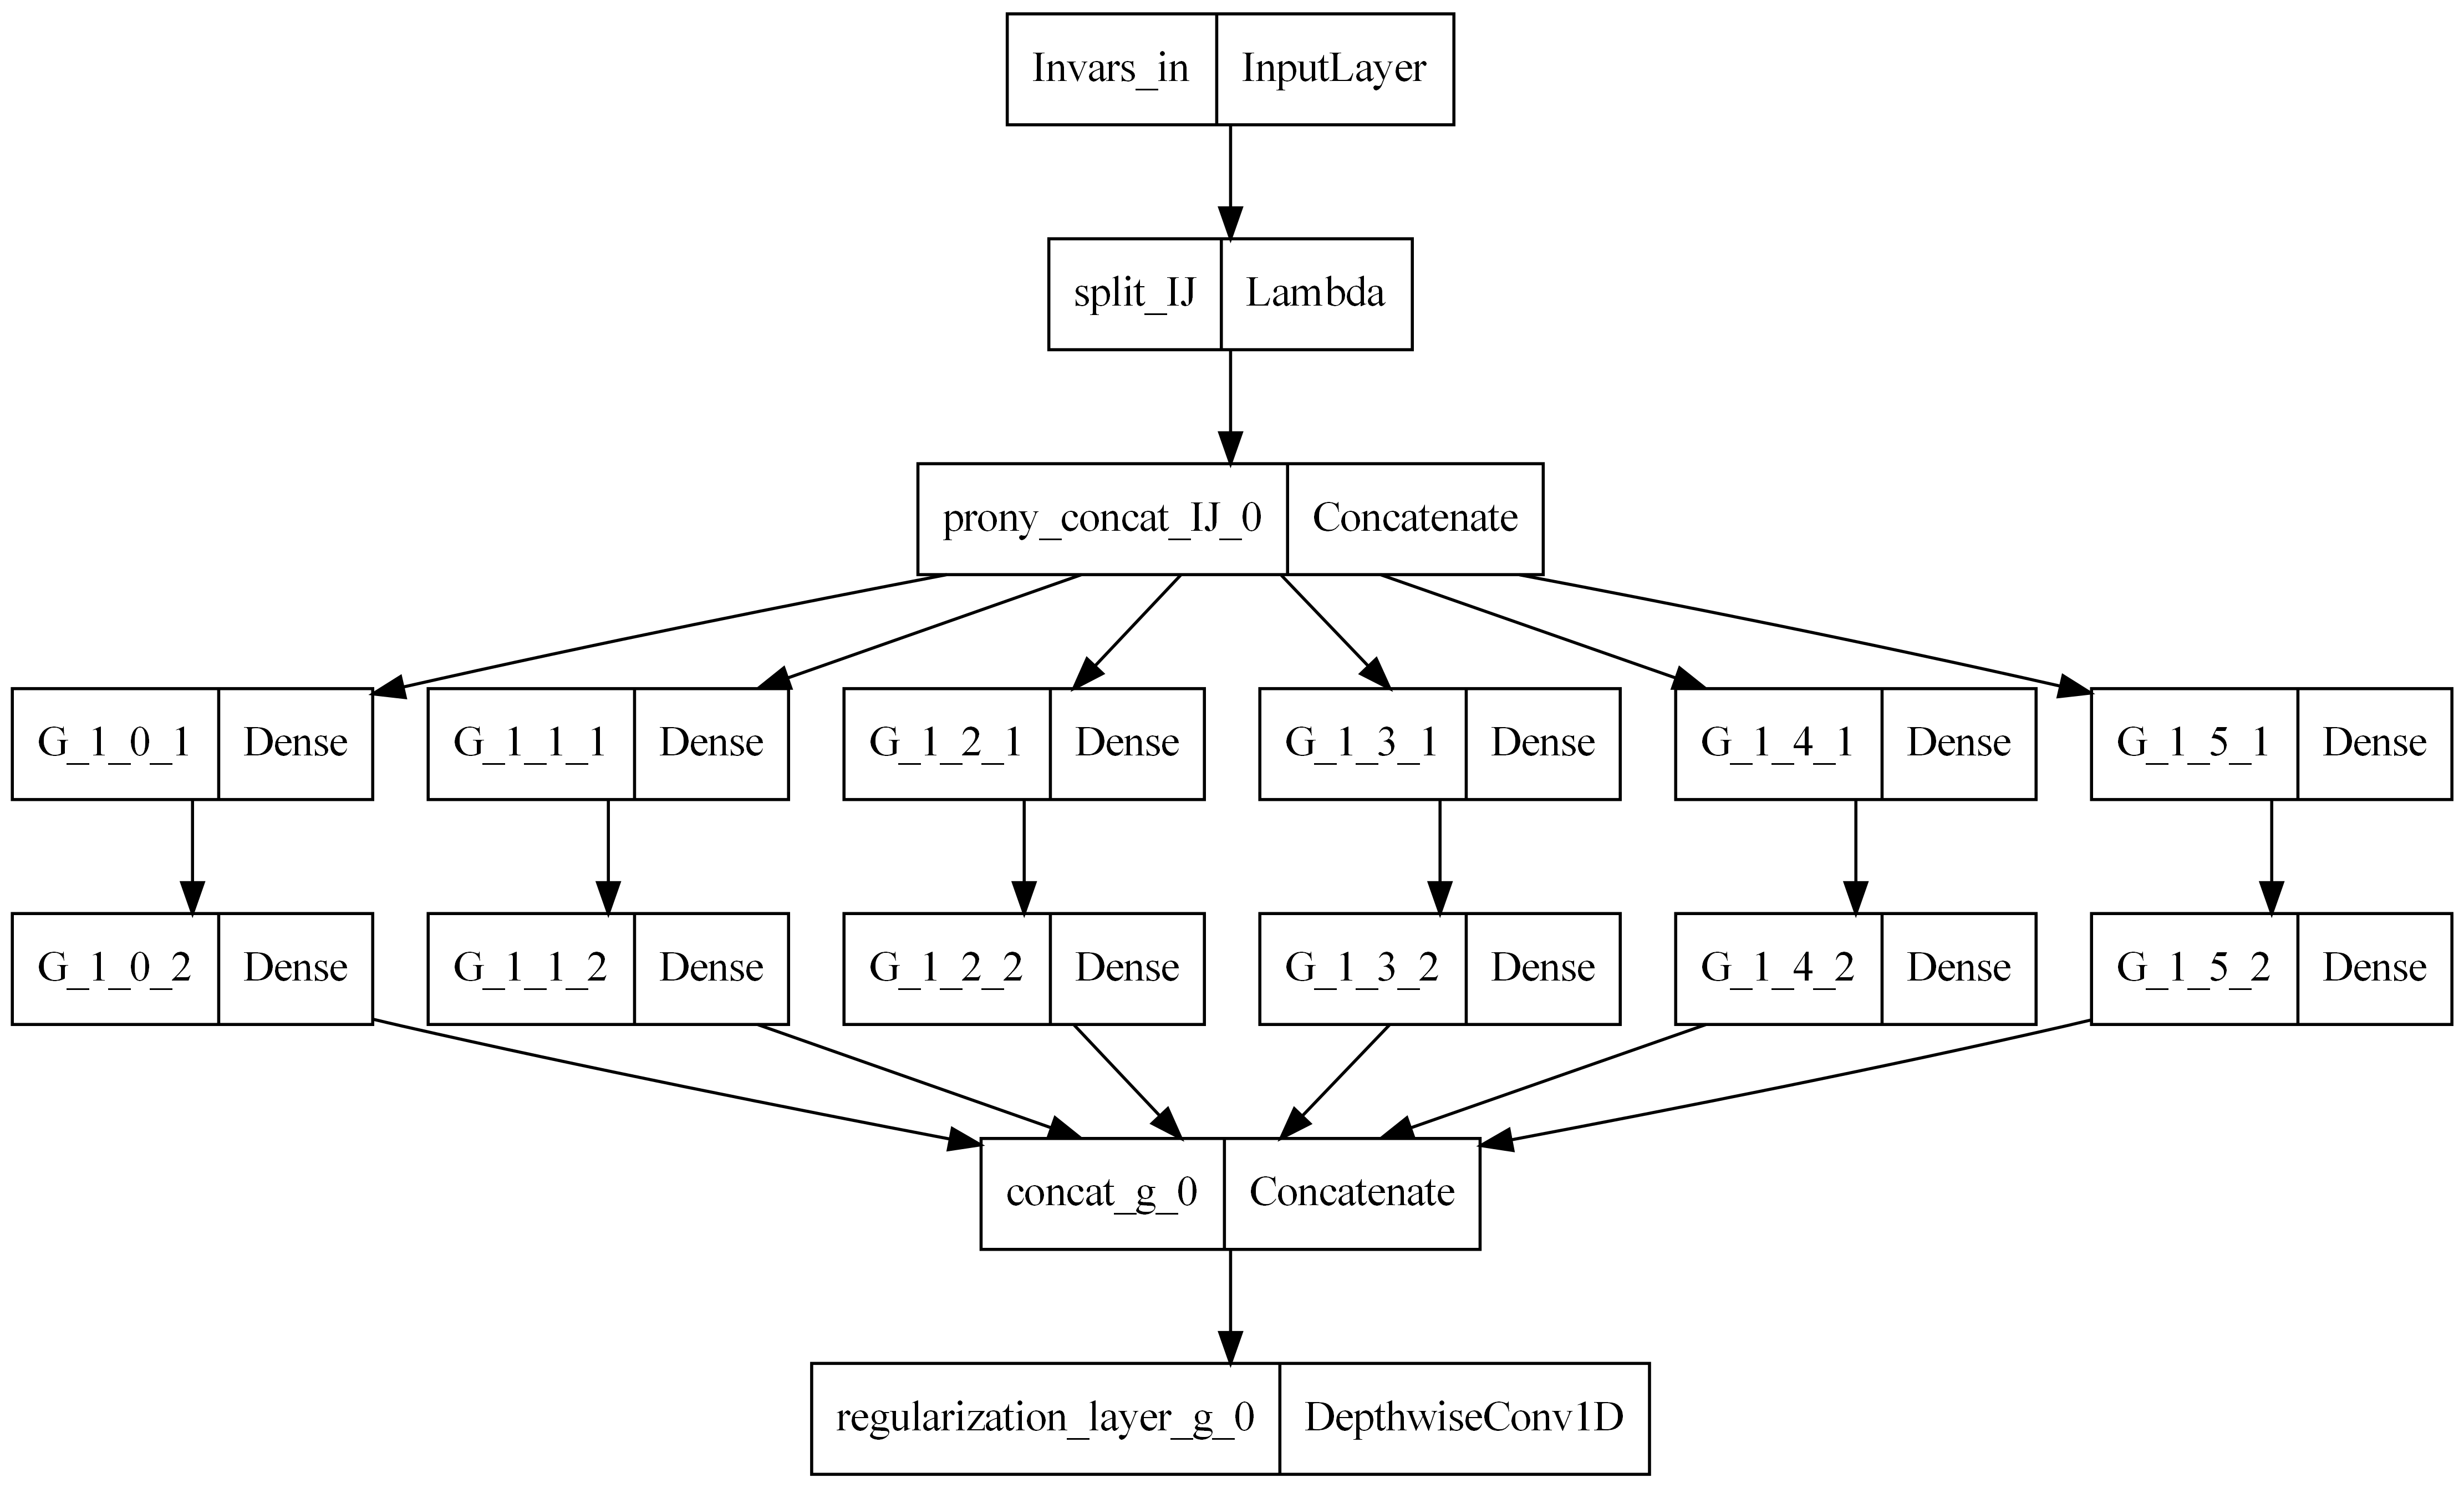 Invars_in InputLayer
split_IJ Lambda
prony_concat_IJ_0 Concatenate
G_1_0_1 Dense G_1_1_1 Dense G_1_2_1 Dense G_1_3_1 Dense G_1_4_1 Dense G_1_5_1 Dense
G_1_0_2 Dense G_1_1_2 Dense G_1_2_2 Dense G_1_3_2 Dense G_1_4_2 Dense G_1_5_2 Dense
concat_g_0 Concatenate
regularization_layer_g_0 DepthwiseConv1D